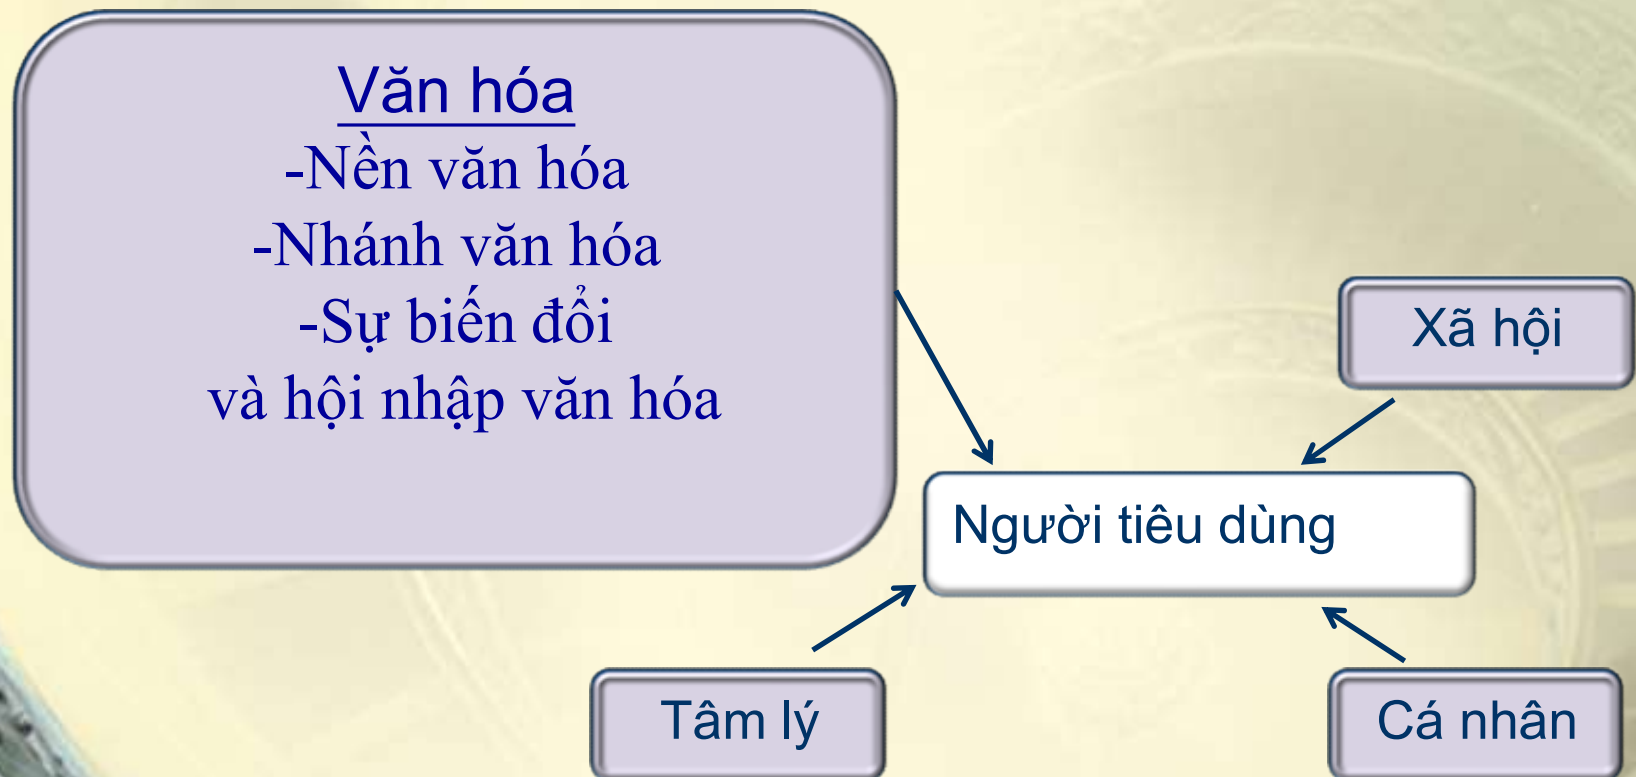 Văn hóa
-Nền văn hóa
-Nhánh văn hóa
-Sự biến đổi
và hội nhập văn hóa
Xã hội
Người tiêu dùng
Tâm lý
Cá nhân